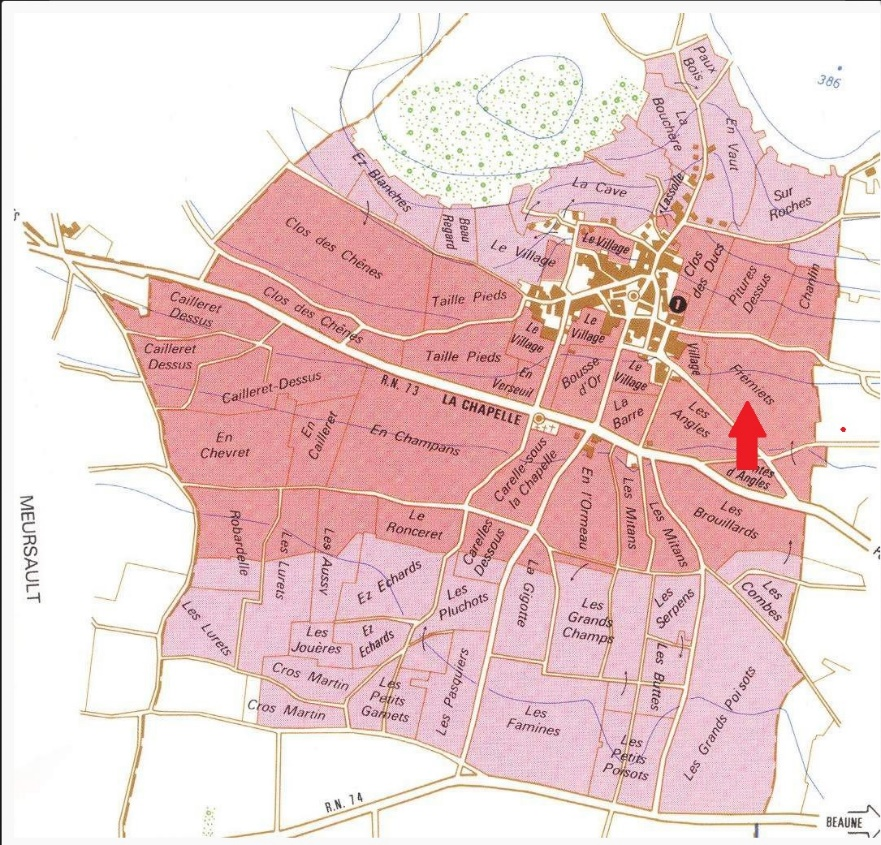 Paux
Bois
386
La
Bouchère
En Vaut
Ez Blanches
La Cave
Lassolle
Sur
Roches
Beau
Regard
Le Village
Le Village
Clos des Chênes
Clos
des Ducs
Pitures
Dessus
Chanlin
1
Taille Pieds
Cailleret
Dessus
Clos des Chênes
Le
Village
Le
Village
Village
Cailleret
Dessus
Taille Pieds
En
Verseuil
Bousse
d'Or
Le
Village
Frémiets
Cailleret-Dessus
R.N. 73
LA CHAPELLE
La
Barre
Les
Angles
En
Chevret
En
Cailleret
En Champans
Carelle-sous
la Chapelle
d'Angles
En l'Ormeau
Les Mitans
Les Mitans
Les
Brouillards
MEURSAULT
Robardelle
Les Lurets
Les Aussy
Le
Ronceret
Carelles
Dessous
Ez Echards
Les
Pluchots
La Gigotte
Les
Grands
Champs
Les
Serpens
Les
Combes
Les Lurets
Les
Jouères
Ez
Echards
Cros Martin
Les
Petits
Gamets
Les Pasquiers
Les Buttes
Les Grands Poisots
Cros Martin
Les
Famines
Les
Petits
Poisots
R.N. 74
BEAUNE